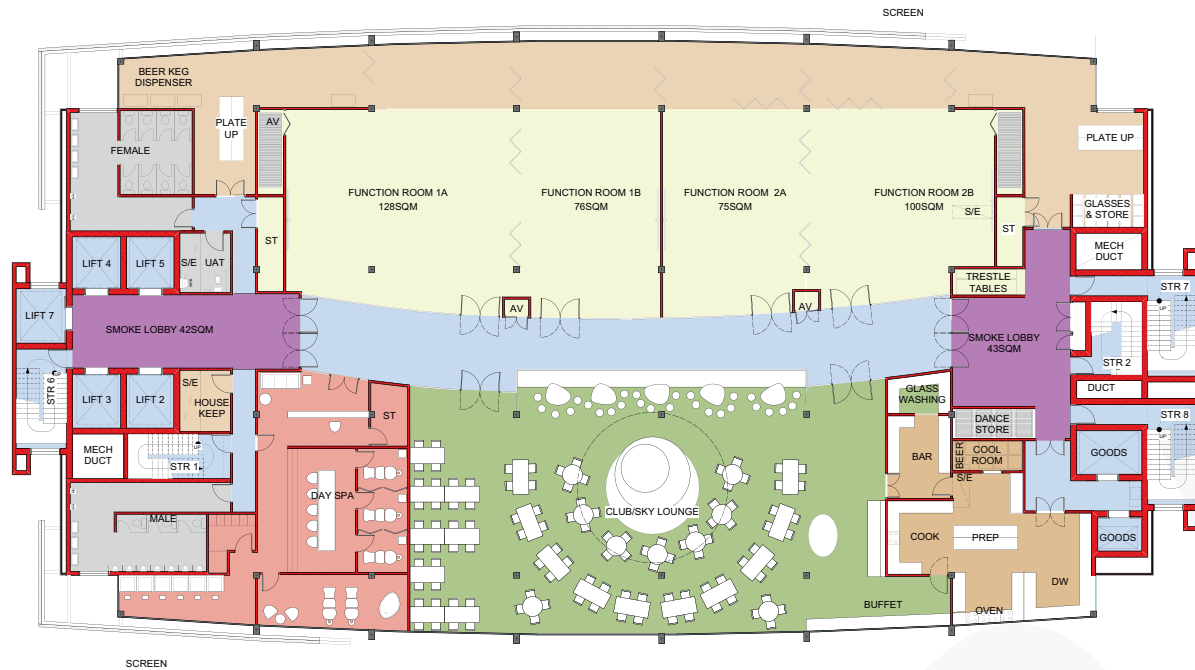 SCREEN
BEER KEG
DISPENSER
PLATE
UP
AV
PLATE UP
FEMALE
FUNCTION ROOM 1A
128SQM
FUNCTION ROOM 1B
76SQM
FUNCTION ROOM 2A
75SQM
FUNCTION ROOM 2B
100SQM
S/E
GLASSES
& STORE
ST
ST
LIFT 4
LIFT 5
S/E
UAT
MECH
DUCT
TRESTLE
TABLES
STR 7
UP
AV
AV
LIFT 7
SMOKE LOBBY 42SQM
SMOKE LOBBY
43SQM
STR 2
STR 6
UP
LIFT 3
LIFT 2
S/E
HOUSE
KEEP
ST
GLASS
WASHING
DUCT
DANCE
STORE
STR 8
UP
MECH
DUCT
UP
STR 1
BAR
BEER
COOL
ROOM
GOODS
S/E
DAY SPA
CLUB/SKY LOUNGE
MALE
COOK
PREP
GOODS
DW
BUFFET
OVEN
SCREEN